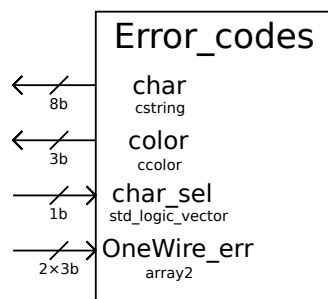 Error_codes
char
8b
cstring
color
3b
ccolor
char_sel
1b
std_logic_vector
OneWire_err
2×3b
array2